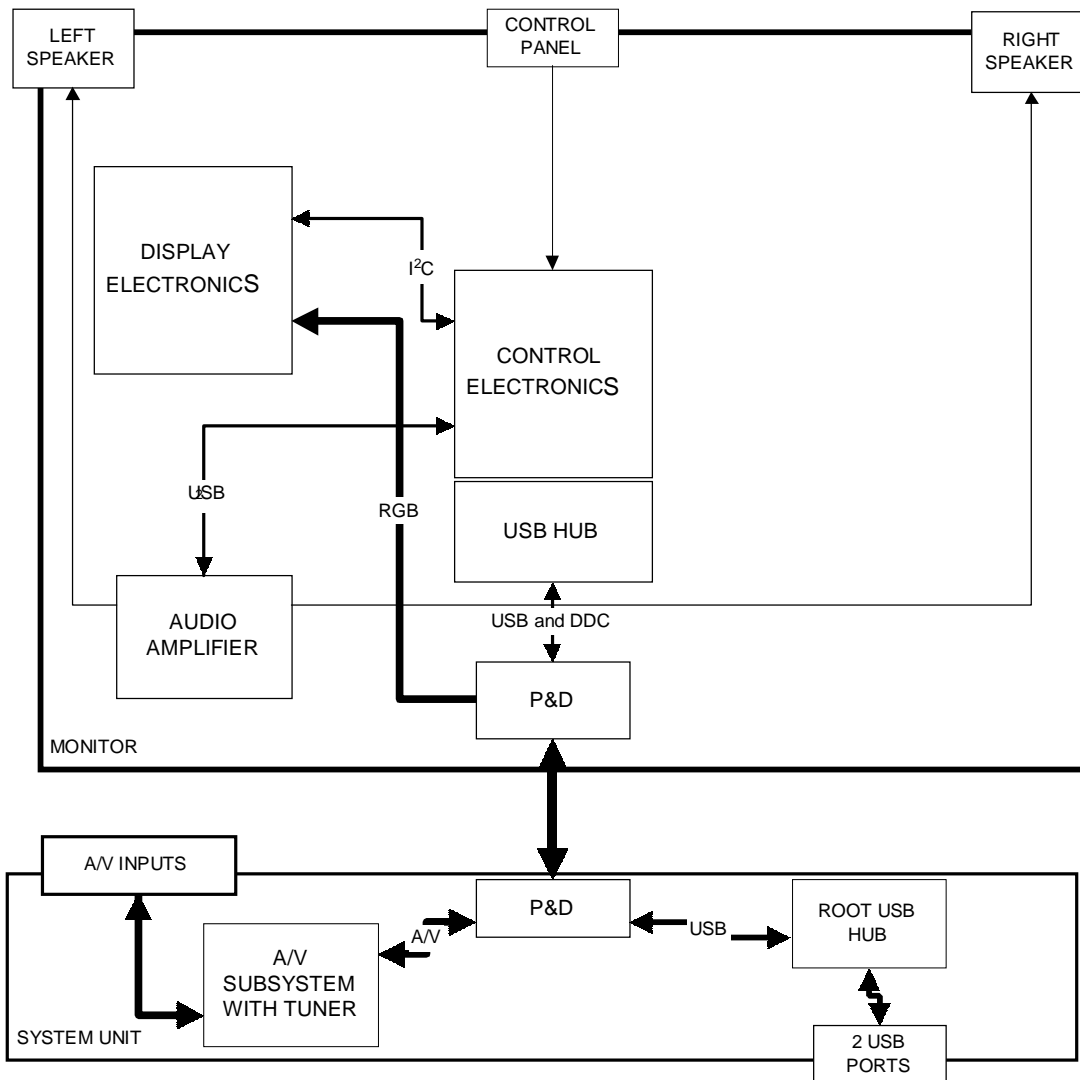 LEFT
SPEAKER
CONTROL
PANEL
RIGHT
SPEAKER
DISPLAY
ELECTRONICS
I²C
CONTROL
ELECTRONICS
USB
RGB
USB HUB
AUDIO
AMPLIFIER
USB and DDC
P&D
MONITOR
A/V INPUTS
P&D
A/V
USB
ROOT USB
HUB
A/V
SUBSYSTEM
WITH TUNER
SYSTEM UNIT
2 USB
PORTS